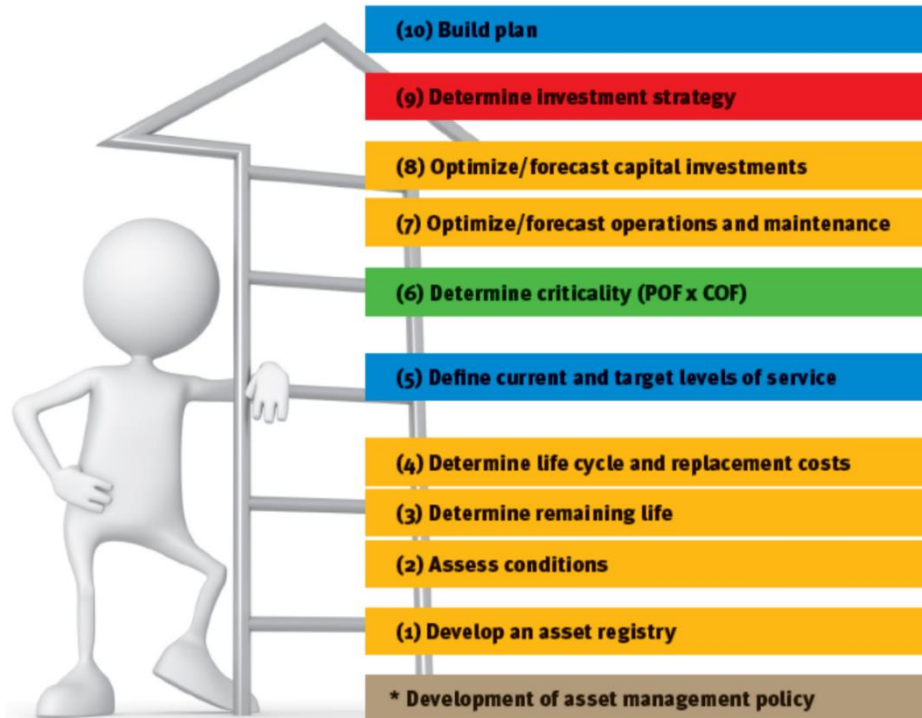 (10) Build plan
(9) Determine investment strategy
(8) Optimize/forecast capital investments
(7) Optimize/forecast operations and maintenance
(6) Determine criticality (POF x COF)
(5) Define current and target levels of service
(4) Determine life cycle and replacement costs
(3) Determine remaining life
(2) Assess conditions
(1) Develop an asset registry
* Development of asset management policy